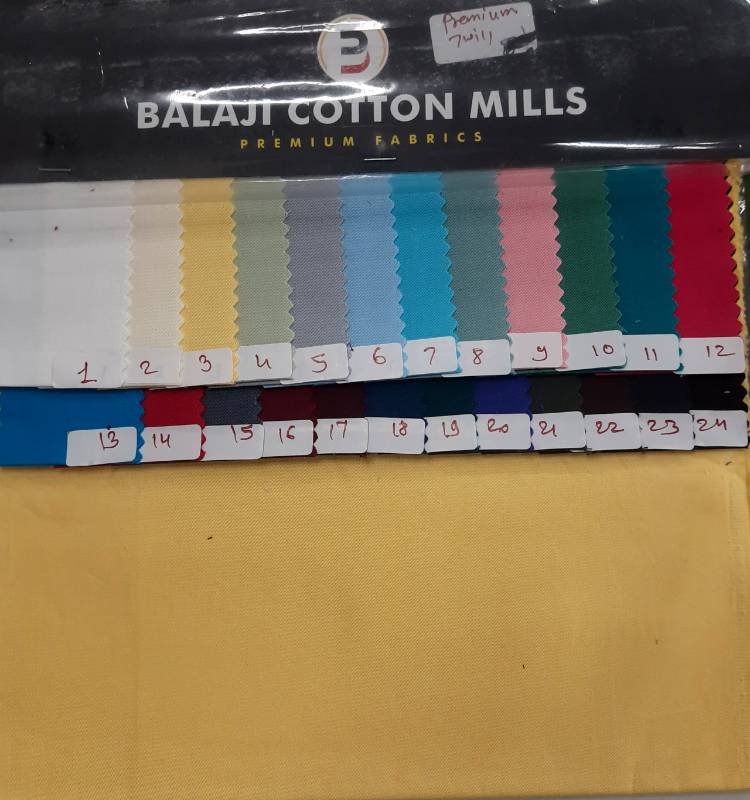 Premium
Twill
BALAJI COTTON MILLS
PREMIUM FABRICS
1 2 3 4 5 6 7 8 9 10 11 12
13 14 15 16 17 18 19 20 21 22 23 24